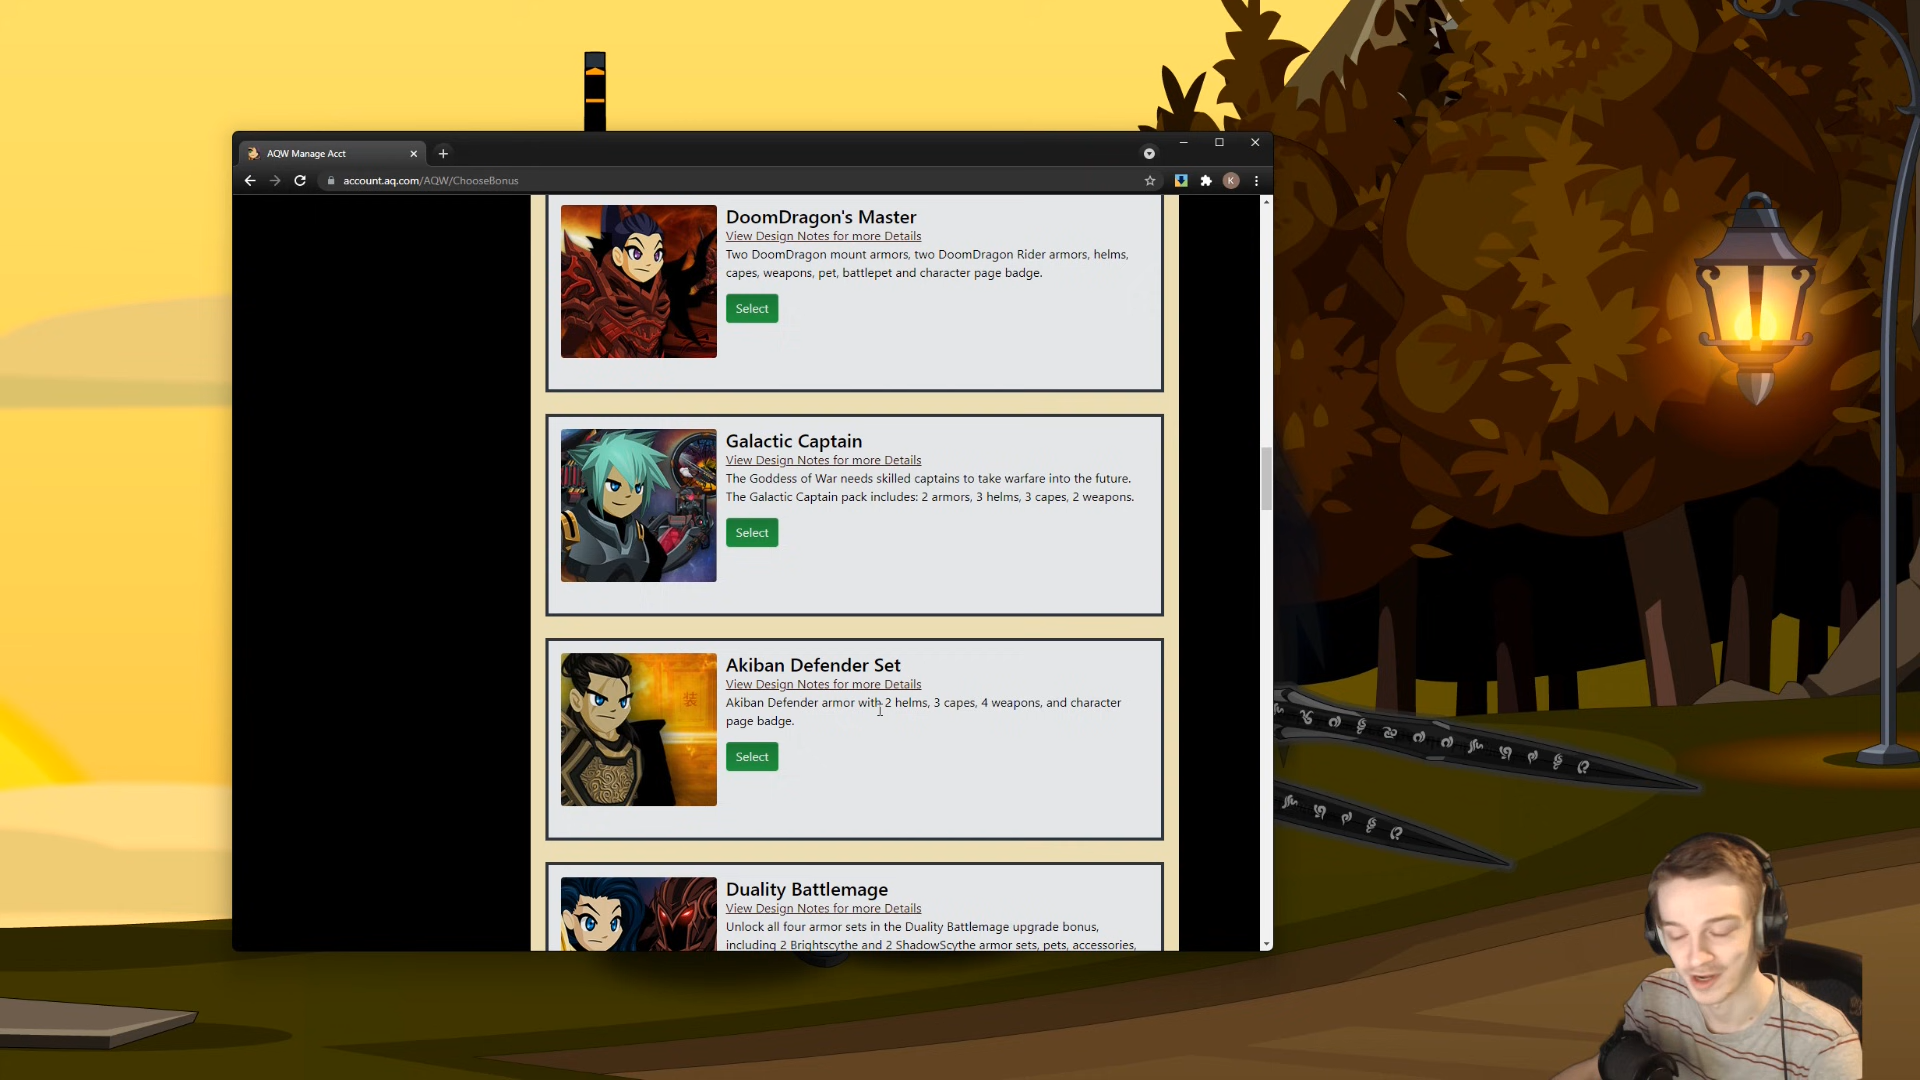 AQW Manage Acct
account.aq.com/AQW/ChooseBonus
K
DoomDragon's Master
View Design Notes for more Details
Two DoomDragon mount armors, two DoomDragon Rider armors, helms,
capes, weapons, pet, battlepet and character page badge.
Select
Galactic Captain
View Design Notes for more Details
The Goddess of War needs skilled captains to take warfare into the future.
The Galactic Captain pack includes: 2 armors, 3 helms, 3 capes, 2 weapons.
Select
装
Akiban Defender Set
View Design Notes for more Details
Akiban Defender armor with 2 helms, 3 capes, 4 weapons, and character
page badge.
Select
Duality Battlemage
View Design Notes for more Details
Unlock all four armor sets in the Duality Battlemage upgrade bonus,
including 2 Brightscythe and 2 ShadowScythe armor sets, pets, accessories,